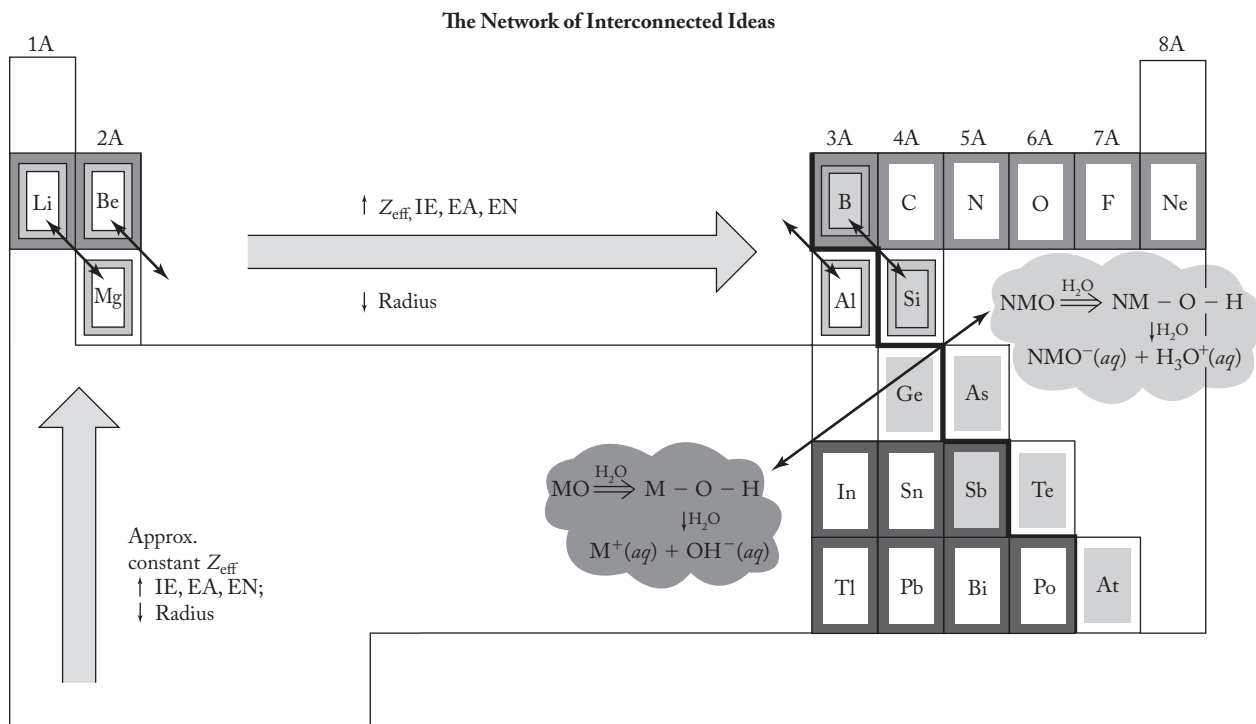 The Network of Interconnected Ideas
1A
8A
2A
3A 4A 5A 6A 7A
Li Be
B C N O F Ne
↑ Zeff, IE, EA, EN
Mg
Al Si
↓ Radius
NMO H₂O ⇒ NM – O – H
↓H₂O
NMO⁻(aq) + H₃O⁺(aq)
Ge As
MO H₂O ⇒ M – O – H
↓H₂O
M⁺(aq) + OH⁻(aq)
In Sn Sb Te
Approx.
constant Zeff
↑ IE, EA, EN;
↓ Radius
Tl Pb Bi Po At